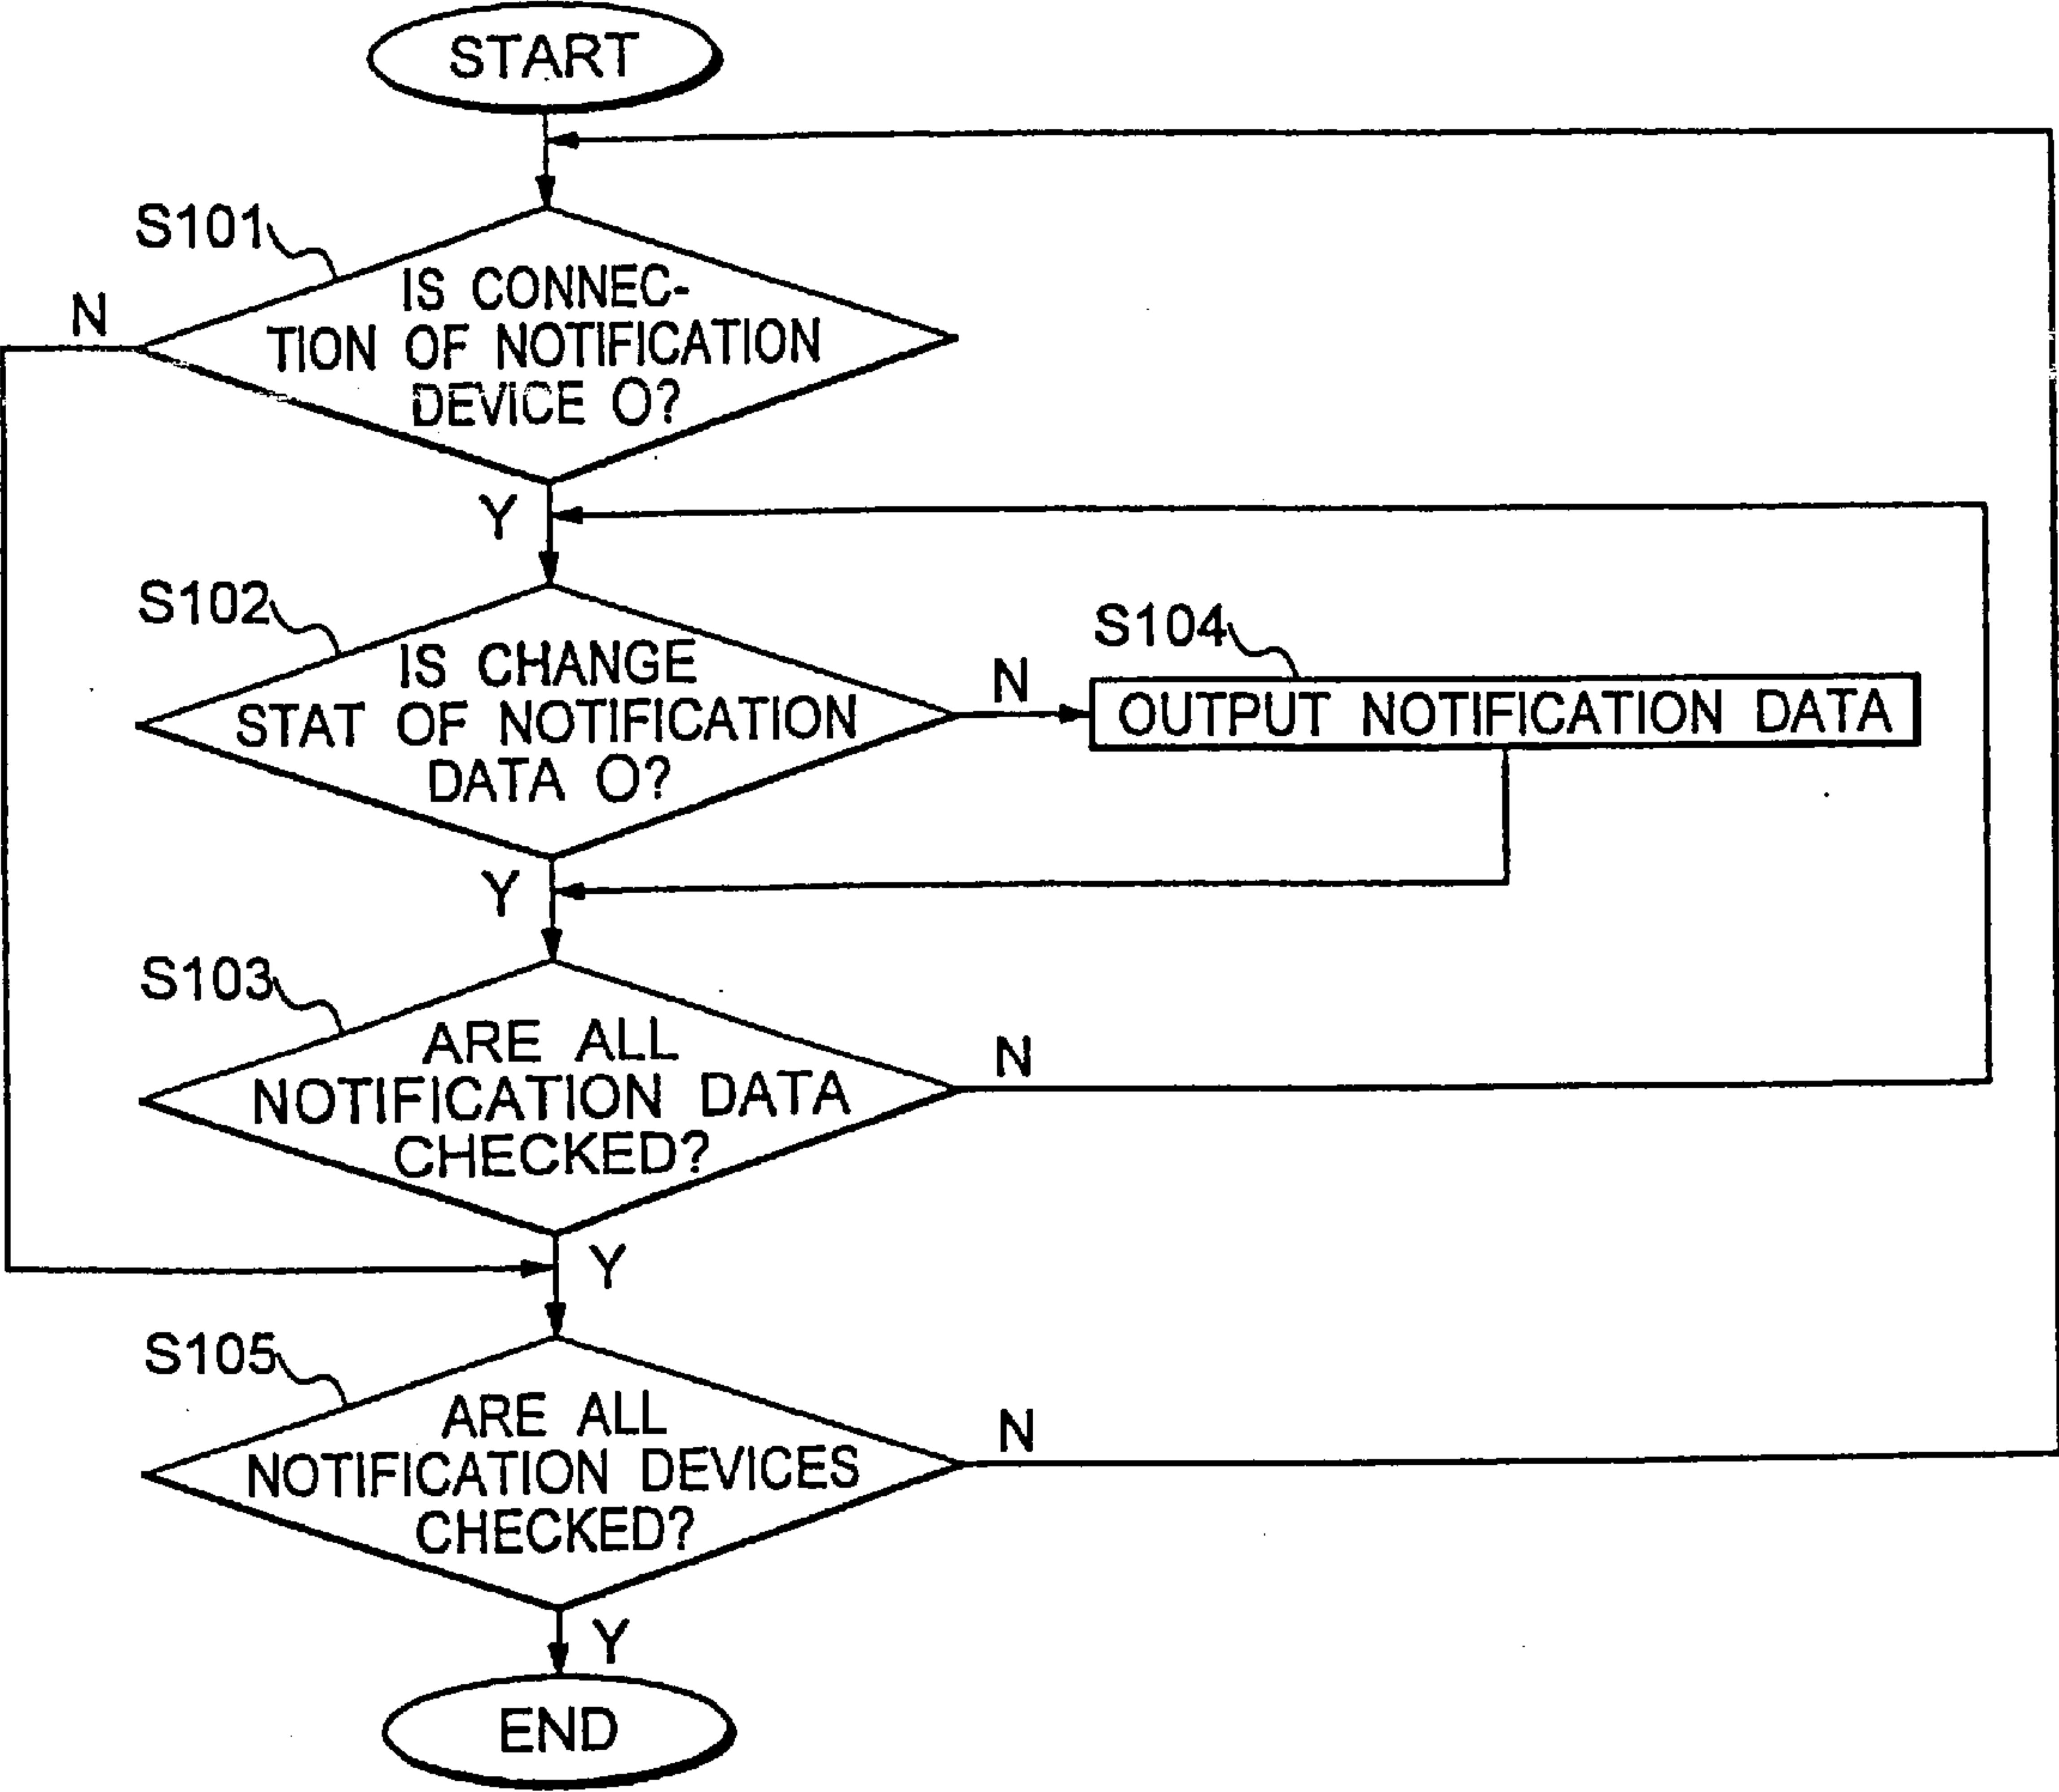 START
S101
N
IS CONNEC-
TION OF NOTIFICATION
DEVICE O?
Y
S102
IS CHANGE
STAT OF NOTIFICATION
DATA O?
N
S104
OUTPUT NOTIFICATION DATA
Y
S103
ARE ALL
NOTIFICATION DATA
CHECKED?
N
Y
S105
ARE ALL
NOTIFICATION DEVICES
CHECKED?
N
Y
END